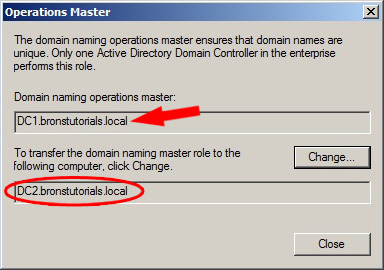 Operations Master
The domain naming operations master ensures that domain names are
unique. Only one Active Directory Domain Controller in the enterprise
performs this role.
Domain naming operations master:
DC1.bronstutorials.local
To transfer the domain naming master role to the
following computer, click Change.
Change...
DC2.bronstutorials.local
Close